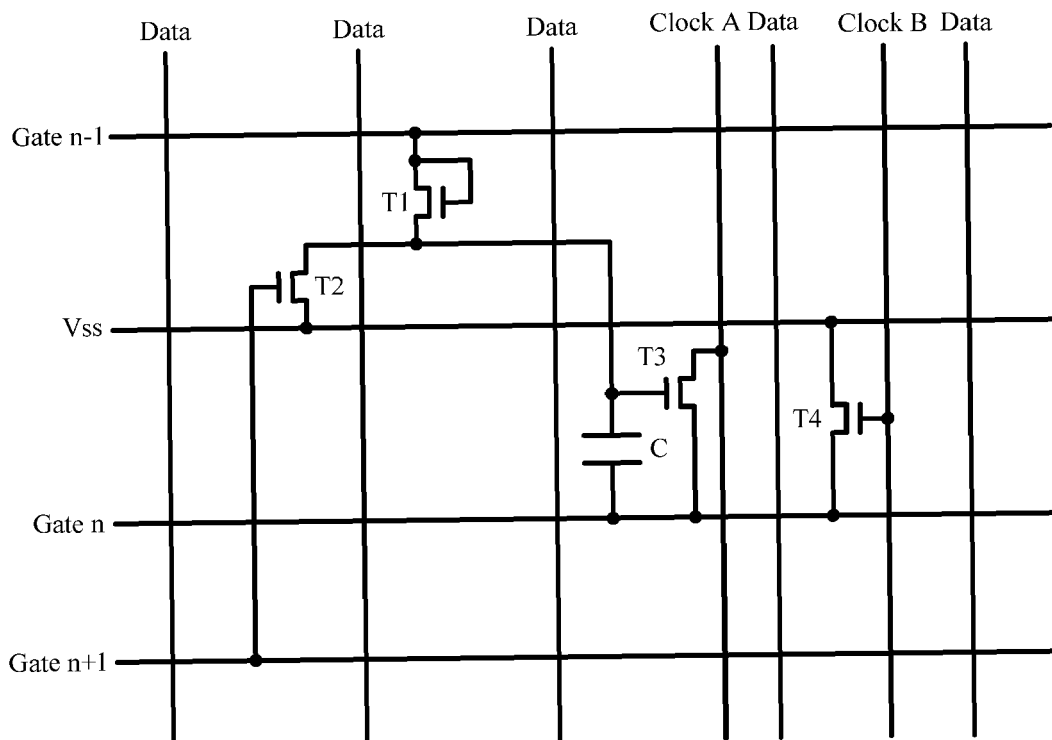 Data
Data
Data
Clock A
Data
Clock B
Data
Gate n-1
T1
T2
Vss
T3
T4
C
Gate n
Gate n+1